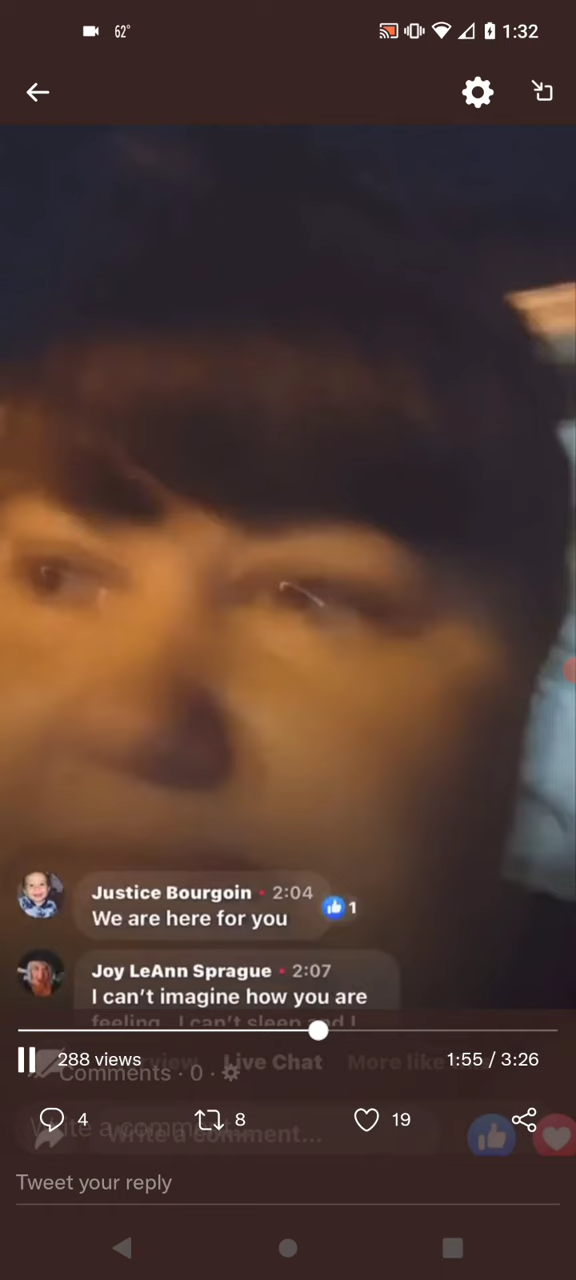 62°
1:32
Justice Bourgoin • 2:04
We are here for you
1
Joy LeAnn Sprague • 2:07
I can't imagine how you are
feeling.. I can't sleep and I
288 views
Live Chat
More like
1:55 / 3:26
Comments · 0 ·
4
8
19
Write a comment...
Tweet your reply